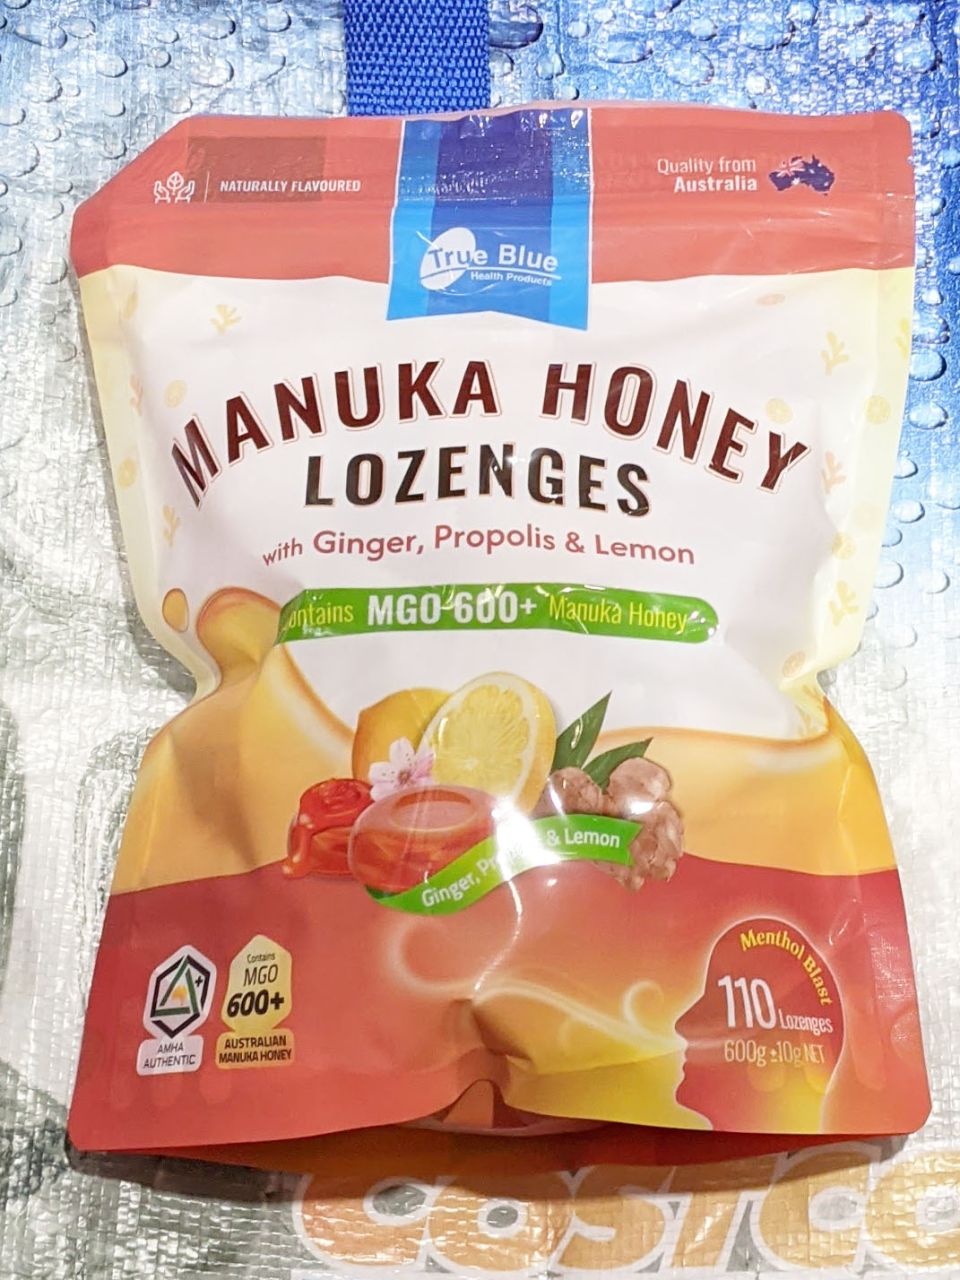 NATURALLY FLAVOURED
Quality from
Australia
True Blue
Health Products
MANUKA HONEY
LOZENGES
with Ginger, Propolis & Lemon
MGO 600+ Manuka Honey
Ginger, & Lemon
Menthol Blast
110 Lozenges
600g ±10g NET
AMHA
AUTHENTIC
Contains
MGO
600+
AUSTRALIAN
MANUKA HONEY
COSTCO